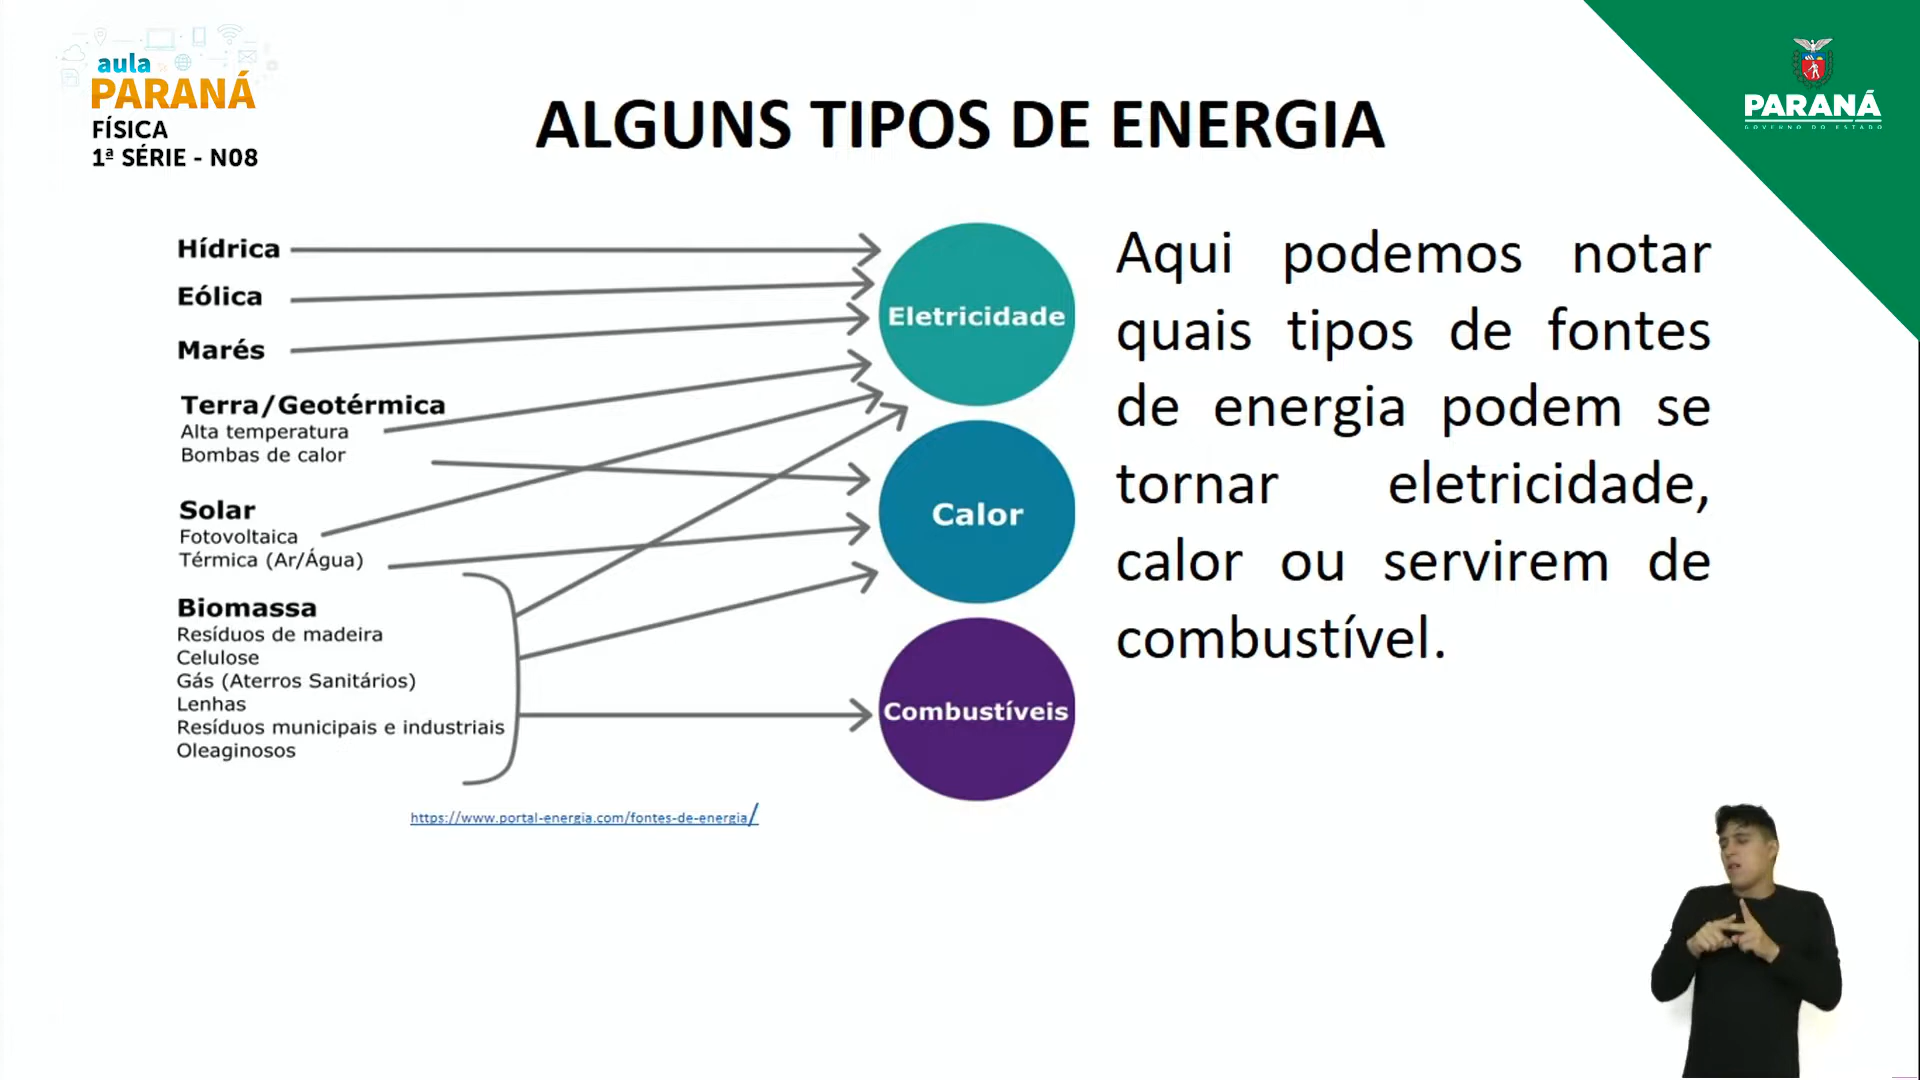 aula
PARANÁ
FÍSICA
1ª SÉRIE - N08
PARANÁ
GOVERNO DO ESTADO
ALGUNS TIPOS DE ENERGIA
Hídrica
Eólica
Marés
Terra/Geotérmica
Alta temperatura
Bombas de calor
Solar
Fotovoltaica
Térmica (Ar/Água)
Biomassa
Resíduos de madeira
Celulose
Gás (Aterros Sanitários)
Lenhas
Resíduos municipais e industriais
Oleaginosos
Eletricidade
Calor
Combustíveis
https://www.portal-energia.com/fontes-de-energia/
Aqui podemos notar
quais tipos de fontes
de energia podem se
tornar eletricidade,
calor ou servirem de
combustível.